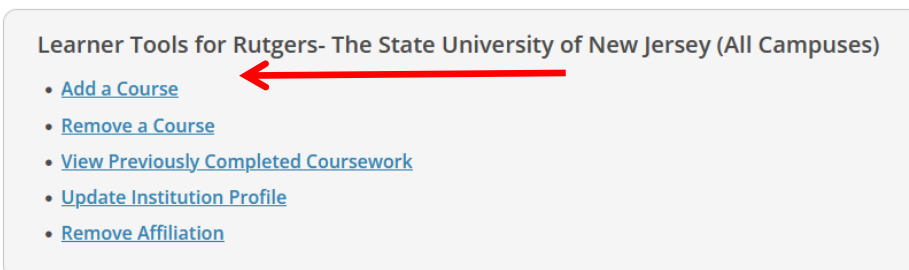 Learner Tools for Rutgers- The State University of New Jersey (All Campuses)
• Add a Course
• Remove a Course
• View Previously Completed Coursework
• Update Institution Profile
• Remove Affiliation